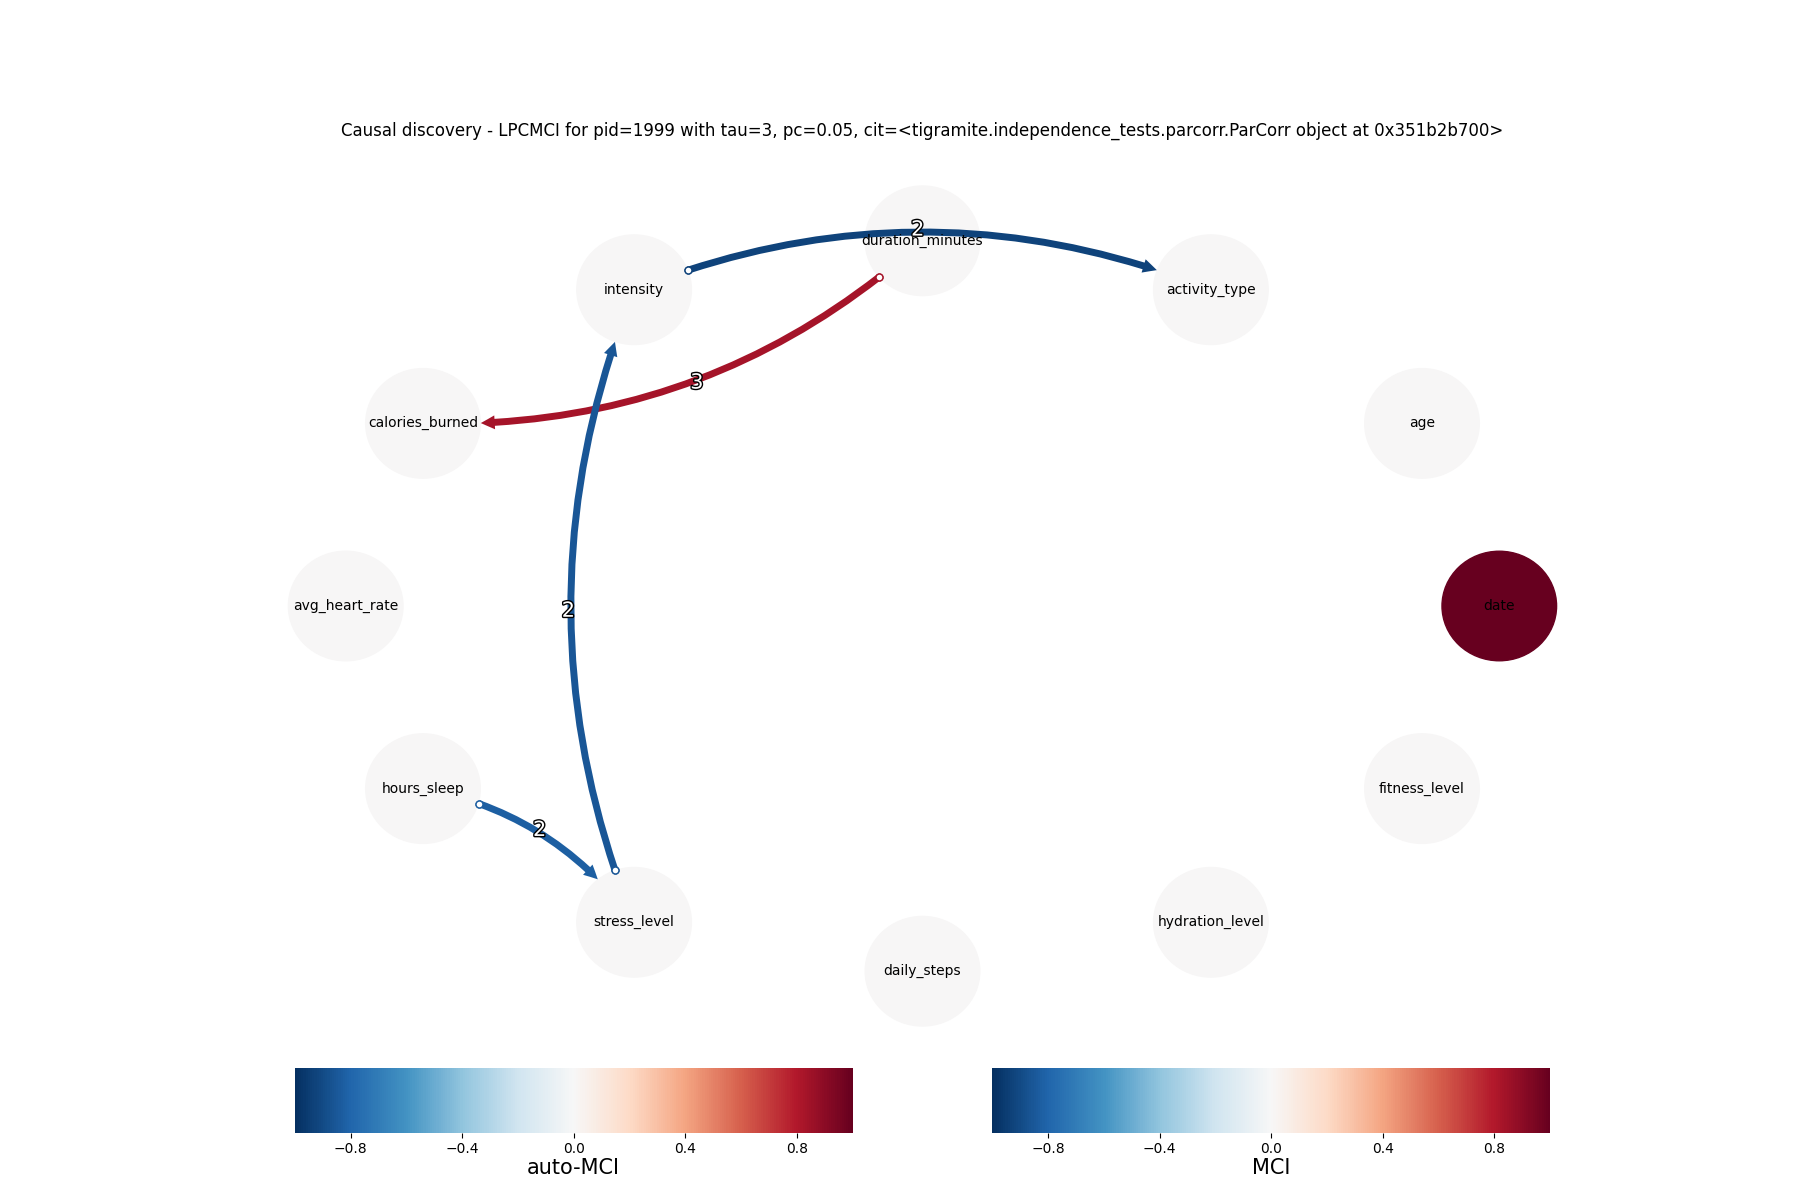 Causal discovery - LPCMCI for pid=1999 with tau=3, pc=0.05, cit=<tigramite.independence_tests.parcorr.ParCorr object at 0x351b2b700>
2
duration_minutes
intensity
activity_type
3
calories_burned
age
2
avg_heart_rate
date
hours_sleep
fitness_level
2
stress_level
hydration_level
daily_steps
−0.8 −0.4 0.0 0.4 0.8
auto-MCI
−0.8 −0.4 0.0 0.4 0.8
MCI